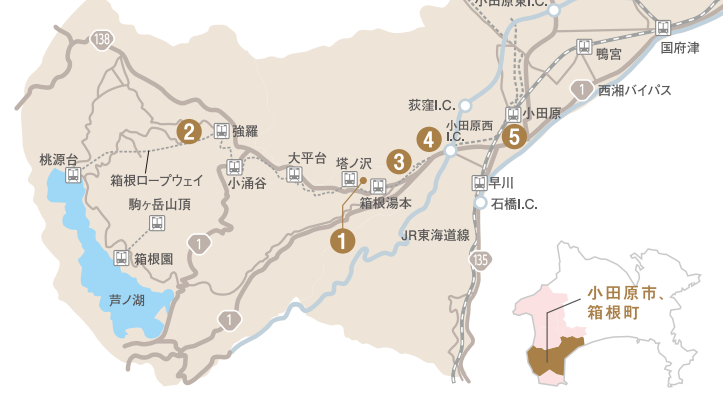 小田原東I.C.
138
鴨宮
国府津
1
西湘バイパス
荻窪I.C.
小田原
小田原西
I.C.
4
5
2
強羅
桃源台
箱根ロープウェイ
小涌谷
大平台
塔ノ沢
3
箱根湯本
早川
石橋I.C.
駒ヶ岳山頂
箱根園
1
1
JR東海道線
135
芦ノ湖
1
小田原市、
箱根町